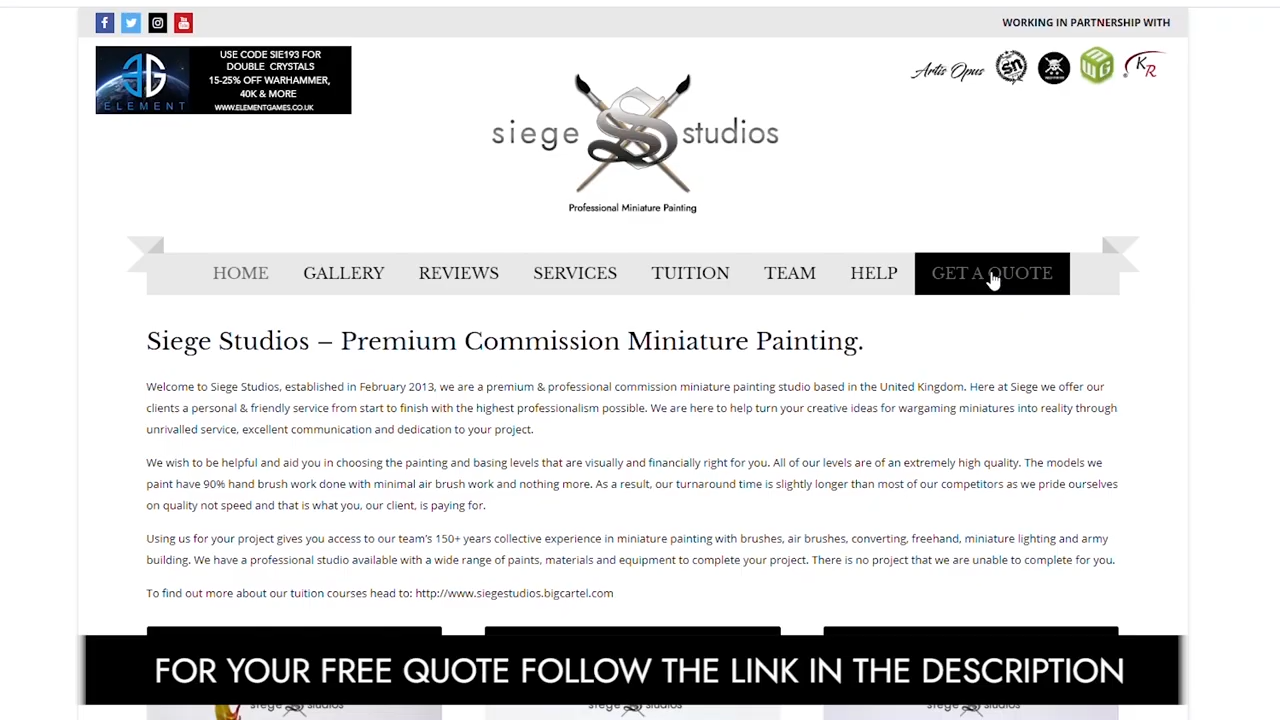 WORKING IN PARTNERSHIP WITH
USE CODE SIE193 FOR
DOUBLE CRYSTALS
15-25% OFF WARHAMMER,
40K & MORE
WWW.ELEMENTGAMES.CO.UK
ELEMENT
Artis Opus
sn
MWG
KR
siege studios
Professional Miniature Painting
HOME GALLERY REVIEWS SERVICES TUITION TEAM HELP GET A QUOTE
Siege Studios – Premium Commission Miniature Painting.
Welcome to Siege Studios, established in February 2013, we are a premium & professional commission miniature painting studio based in the United Kingdom. Here at Siege we offer our
clients a personal & friendly service from start to finish with the highest professionalism possible. We are here to help turn your creative ideas for wargaming miniatures into reality through
unrivalled service, excellent communication and dedication to your project.
We wish to be helpful and aid you in choosing the painting and basing levels that are visually and financially right for you. All of our levels are of an extremely high quality. The models we
paint have 90% hand brush work done with minimal air brush work and nothing more. As a result, our turnaround time is slightly longer than most of our competitors as we pride ourselves
on quality not speed and that is what you, our client, is paying for.
Using us for your project gives you access to our team's 150+ years collective experience in miniature painting with brushes, air brushes, converting, freehand, miniature lighting and army
building. We have a professional studio available with a wide range of paints, materials and equipment to complete your project. There is no project that we are unable to complete for you.
To find out more about our tuition courses head to: http://www.siegestudios.bigcartel.com
FOR YOUR FREE QUOTE FOLLOW THE LINK IN THE DESCRIPTION
siege studios
siege studios
siege studios